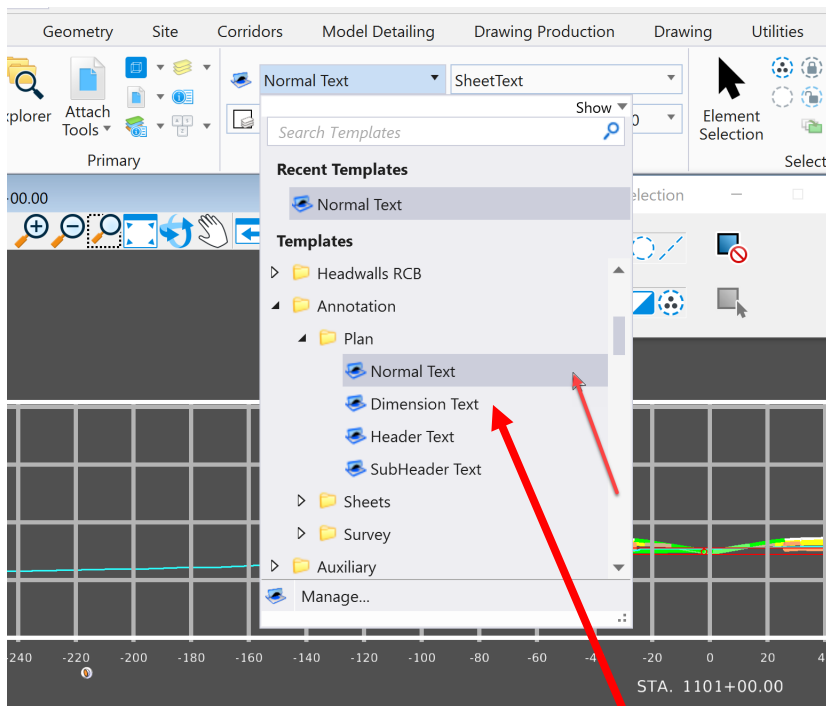 Geometry Site Corridors Model Detailing Drawing Production Drawing Utilities
Normal Text SheetText
Show
Search Templates
xplorer Attach Tools
Element Selection
Primary
Select
Recent Templates
Normal Text
+00.00
election
Templates
Headwalls RCB
Annotation
Plan
Normal Text
Dimension Text
Header Text
SubHeader Text
Sheets
Survey
Auxiliary
Manage...
-240 -220 -200 -180 -160 -140 -120 -100 -80 -60 -4 -20 0 20 4
STA. 1101+00.00